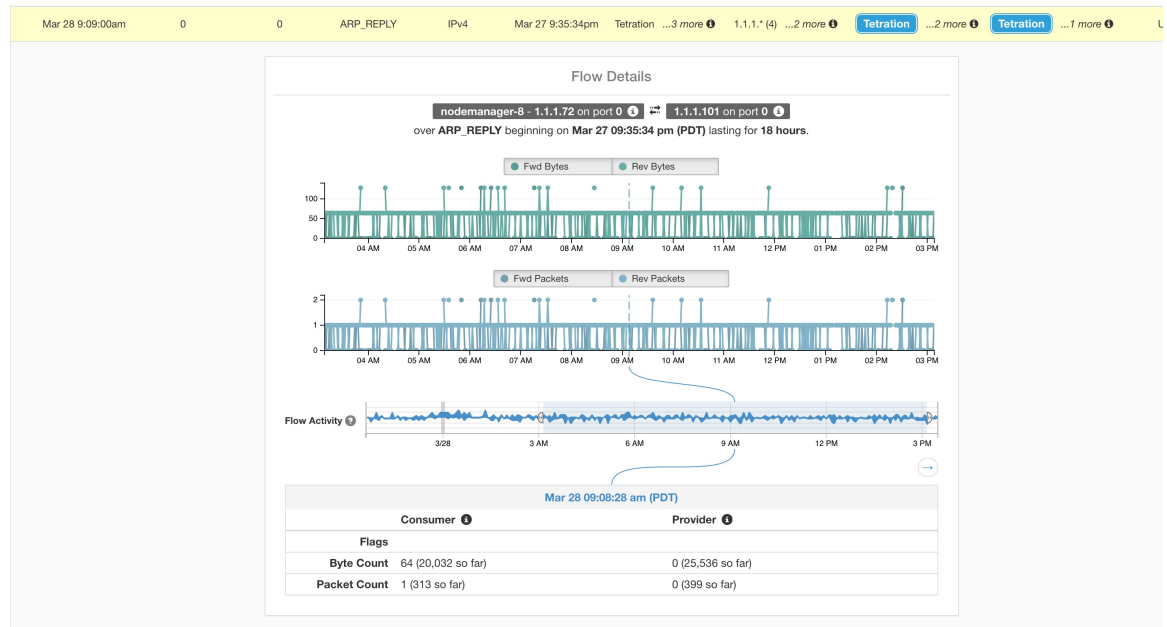 Mar 28 9:09:00am 0 0 ARP_REPLY IPv4 Mar 27 9:35:34pm Tetration ...3 more 1.1.1.* (4) ...2 more Tetration ...2 more Tetration ...1 more
Flow Details
nodemanager-8 - 1.1.1.72 on port 0 1.1.1.101 on port 0
over ARP_REPLY beginning on Mar 27 09:35:34 pm (PDT) lasting for 18 hours.
Fwd Bytes Rev Bytes
100
50
0
04 AM 05 AM 06 AM 07 AM 08 AM 09 AM 10 AM 11 AM 12 PM 01 PM 02 PM 03 PM
Fwd Packets Rev Packets
2
1
0
04 AM 05 AM 06 AM 07 AM 08 AM 09 AM 10 AM 11 AM 12 PM 01 PM 02 PM 03 PM
Flow Activity ?
3/28 3 AM 6 AM 9 AM 12 PM 3 PM
Mar 28 09:08:28 am (PDT)
Consumer Provider
Flags
Byte Count 64 (20,032 so far) 0 (25,536 so far)
Packet Count 1 (313 so far) 0 (399 so far)